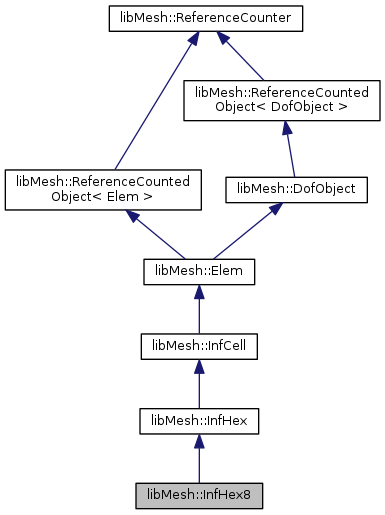 libMesh::ReferenceCounter
libMesh::ReferenceCounted
Object< DofObject >
libMesh::ReferenceCounted
Object< Elem >
libMesh::DofObject
libMesh::Elem
libMesh::InfCell
libMesh::InfHex
libMesh::InfHex8